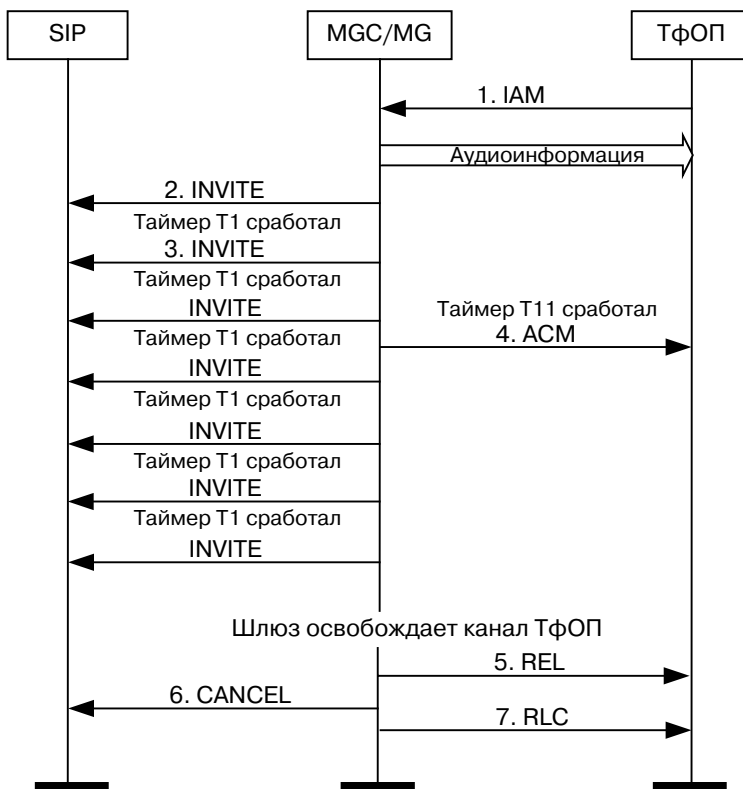 SIP
MGC/MG
ТфОП
1. IAM
Аудиоинформация
2. INVITE
Таймер T1 сработал
3. INVITE
Таймер T1 сработал
INVITE
Таймер T11 сработал
Таймер T1 сработал
4. ACM
INVITE
Таймер T1 сработал
INVITE
Таймер T1 сработал
INVITE
Таймер T1 сработал
INVITE
Шлюз освобождает канал ТфОП
5. REL
6. CANCEL
7. RLC